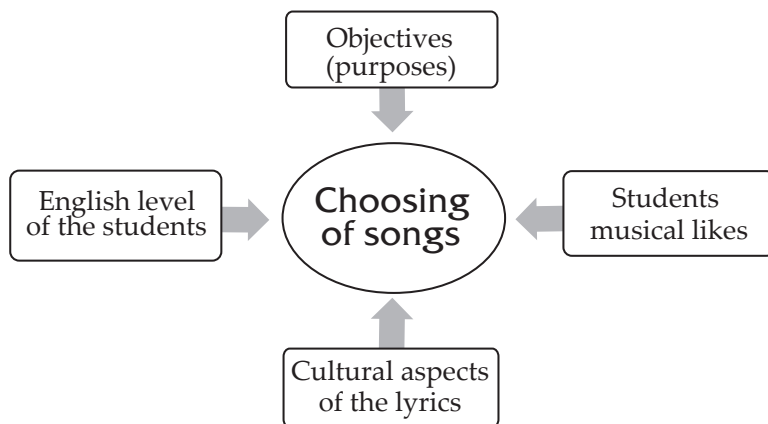 Objectives
(purposes)
English level
of the students
Choosing
of songs
Students
musical likes
Cultural aspects
of the lyrics